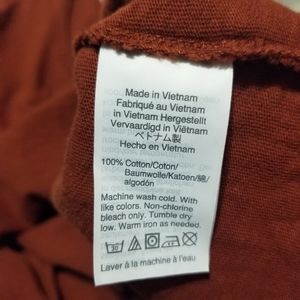 Made in Vietnam
Fabriqué au Vietnam
in Vietnam Hergestellt
Vervaardigd in Viëtnam
ベトナム製
Hecho en Vietnam
100% Cotton/Coton/
Baumwolle/Katoen/綿/
algodón
Machine wash cold. With
like colors. Non-chlorine
bleach only. Tumble dry
low. Warm iron as needed.
Laver à la machine à l'eau